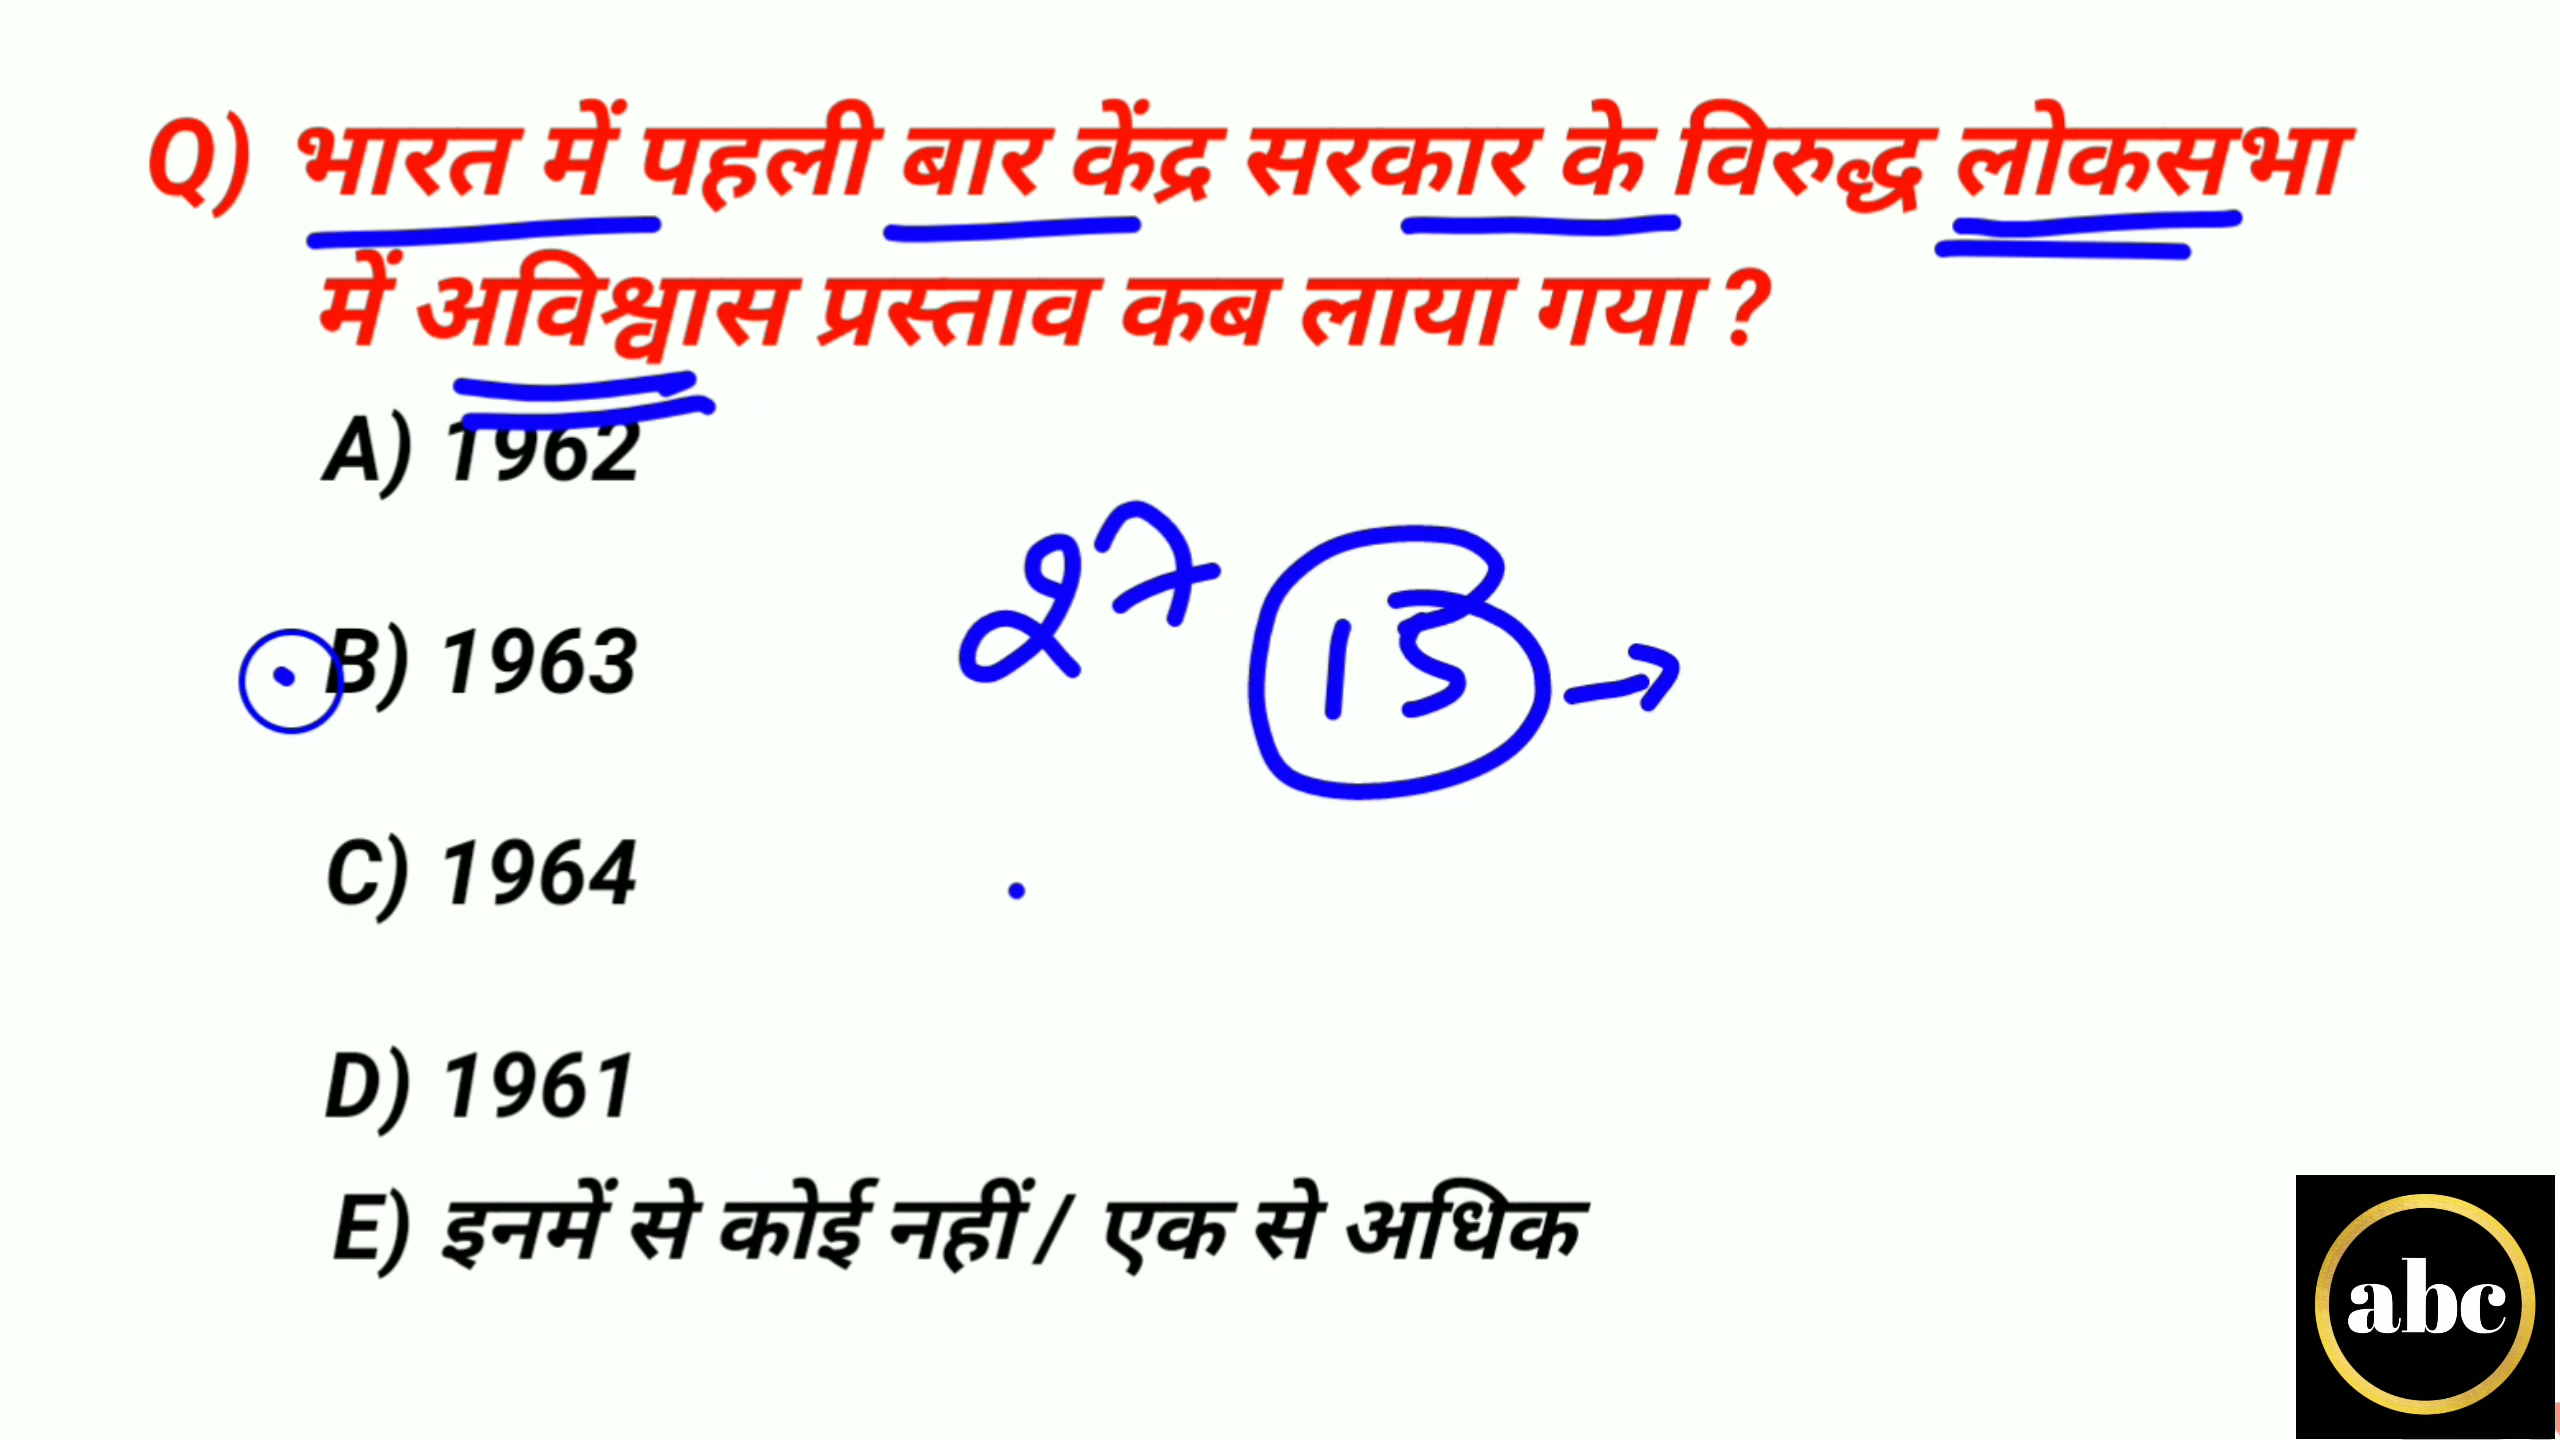 Q) भारत में पहली बार केंद्र सरकार के विरुद्ध लोकसभा
में अविश्वास प्रस्ताव कब लाया गया ?
A) 1962
27 15 →
B) 1963
C) 1964
D) 1961
E) इनमें से कोई नहीं / एक से अधिक
abc